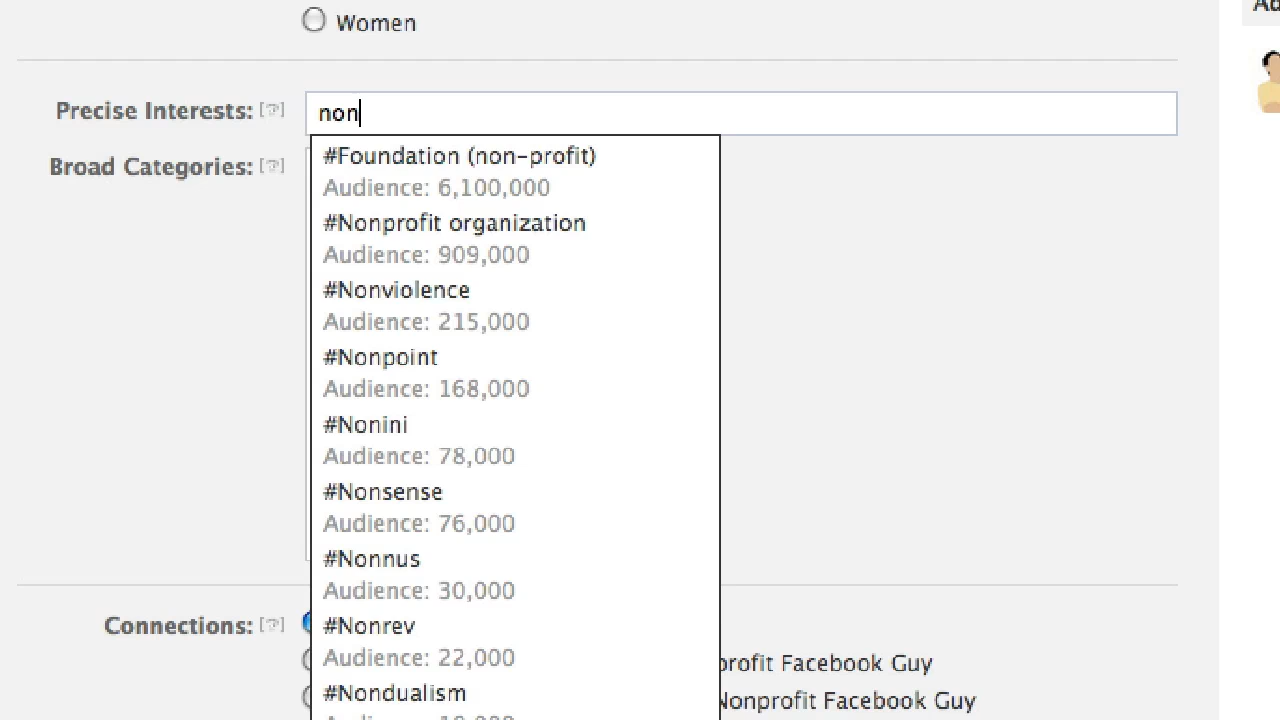 Women
Precise Interests: [?] non
Broad Categories: [?]
#Foundation (non-profit)
Audience: 6,100,000
#Nonprofit organization
Audience: 909,000
#Nonviolence
Audience: 215,000
#Nonpoint
Audience: 168,000
#Nonini
Audience: 78,000
#Nonsense
Audience: 76,000
#Nonnus
Audience: 30,000
Connections: [?]
#Nonrev
Audience: 22,000
profit Facebook Guy
#Nondualism
Nonprofit Facebook Guy